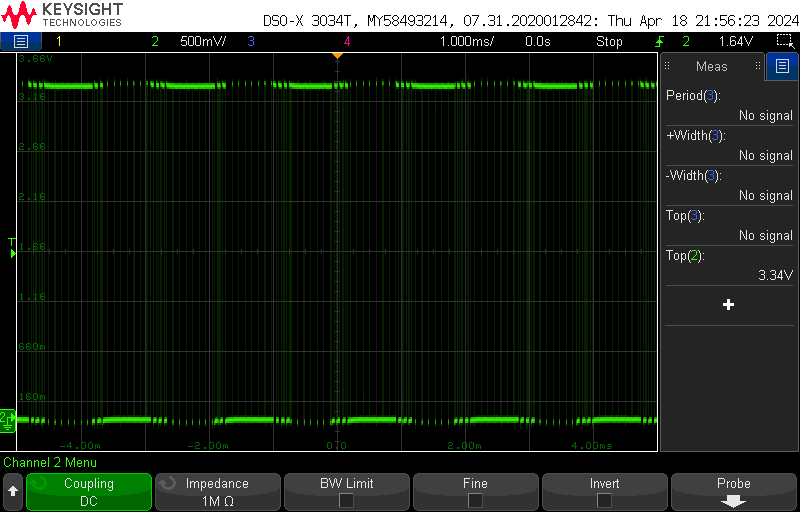 KEYSIGHT
TECHNOLOGIES
DSO-X 3034T, MY58493214, 07.31.2020012842: Thu Apr 18 21:56:23 2024
1 2 500mV/ 3 4 1.000ms/ 0.0s Stop 2 1.64V
3.66V
3.16
2.66
2.16
1.66
1.16
660m
160m
T
2
-4.00m -2.00m 0.0 2.00m 4.00ms
Meas
Period(3):
No signal
+Width(3):
No signal
-Width(3):
No signal
Top(3):
No signal
Top(2):
3.34V
Channel 2 Menu
Coupling
DC
Impedance
1M Ω
BW Limit
Fine
Invert
Probe